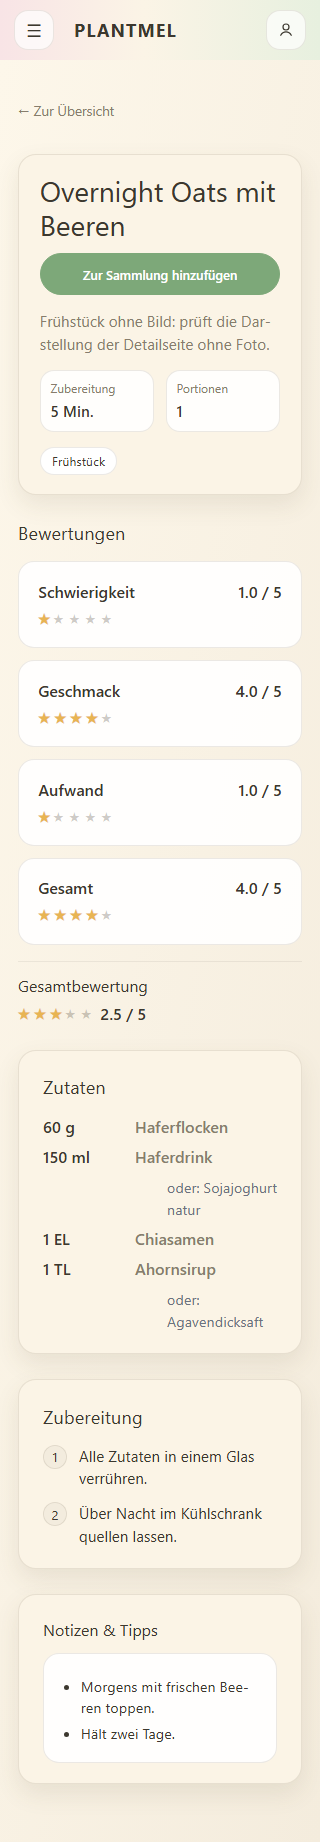 PLANTMEL
← Zur Übersicht
Overnight Oats mit
Beeren
Zur Sammlung hinzufügen
Frühstück ohne Bild: prüft die Dar-
stellung der Detailseite ohne Foto.
Zubereitung
5 Min.
Portionen
1
Frühstück
Bewertungen
Schwierigkeit 1.0 / 5
★★★★★
Geschmack 4.0 / 5
★★★★★
Aufwand 1.0 / 5
★★★★★
Gesamt 4.0 / 5
★★★★★
Gesamtbewertung
★★★★★ 2.5 / 5
Zutaten
60 g Haferflocken
150 ml Haferdrink
oder: Sojajoghurt
natur
1 EL Chiasamen
1 TL Ahornsirup
oder:
Agavendicksaft
Zubereitung
1 Alle Zutaten in einem Glas
verrühren.
2 Über Nacht im Kühlschrank
quellen lassen.
Notizen & Tipps
• Morgens mit frischen Bee-
ren toppen.
• Hält zwei Tage.